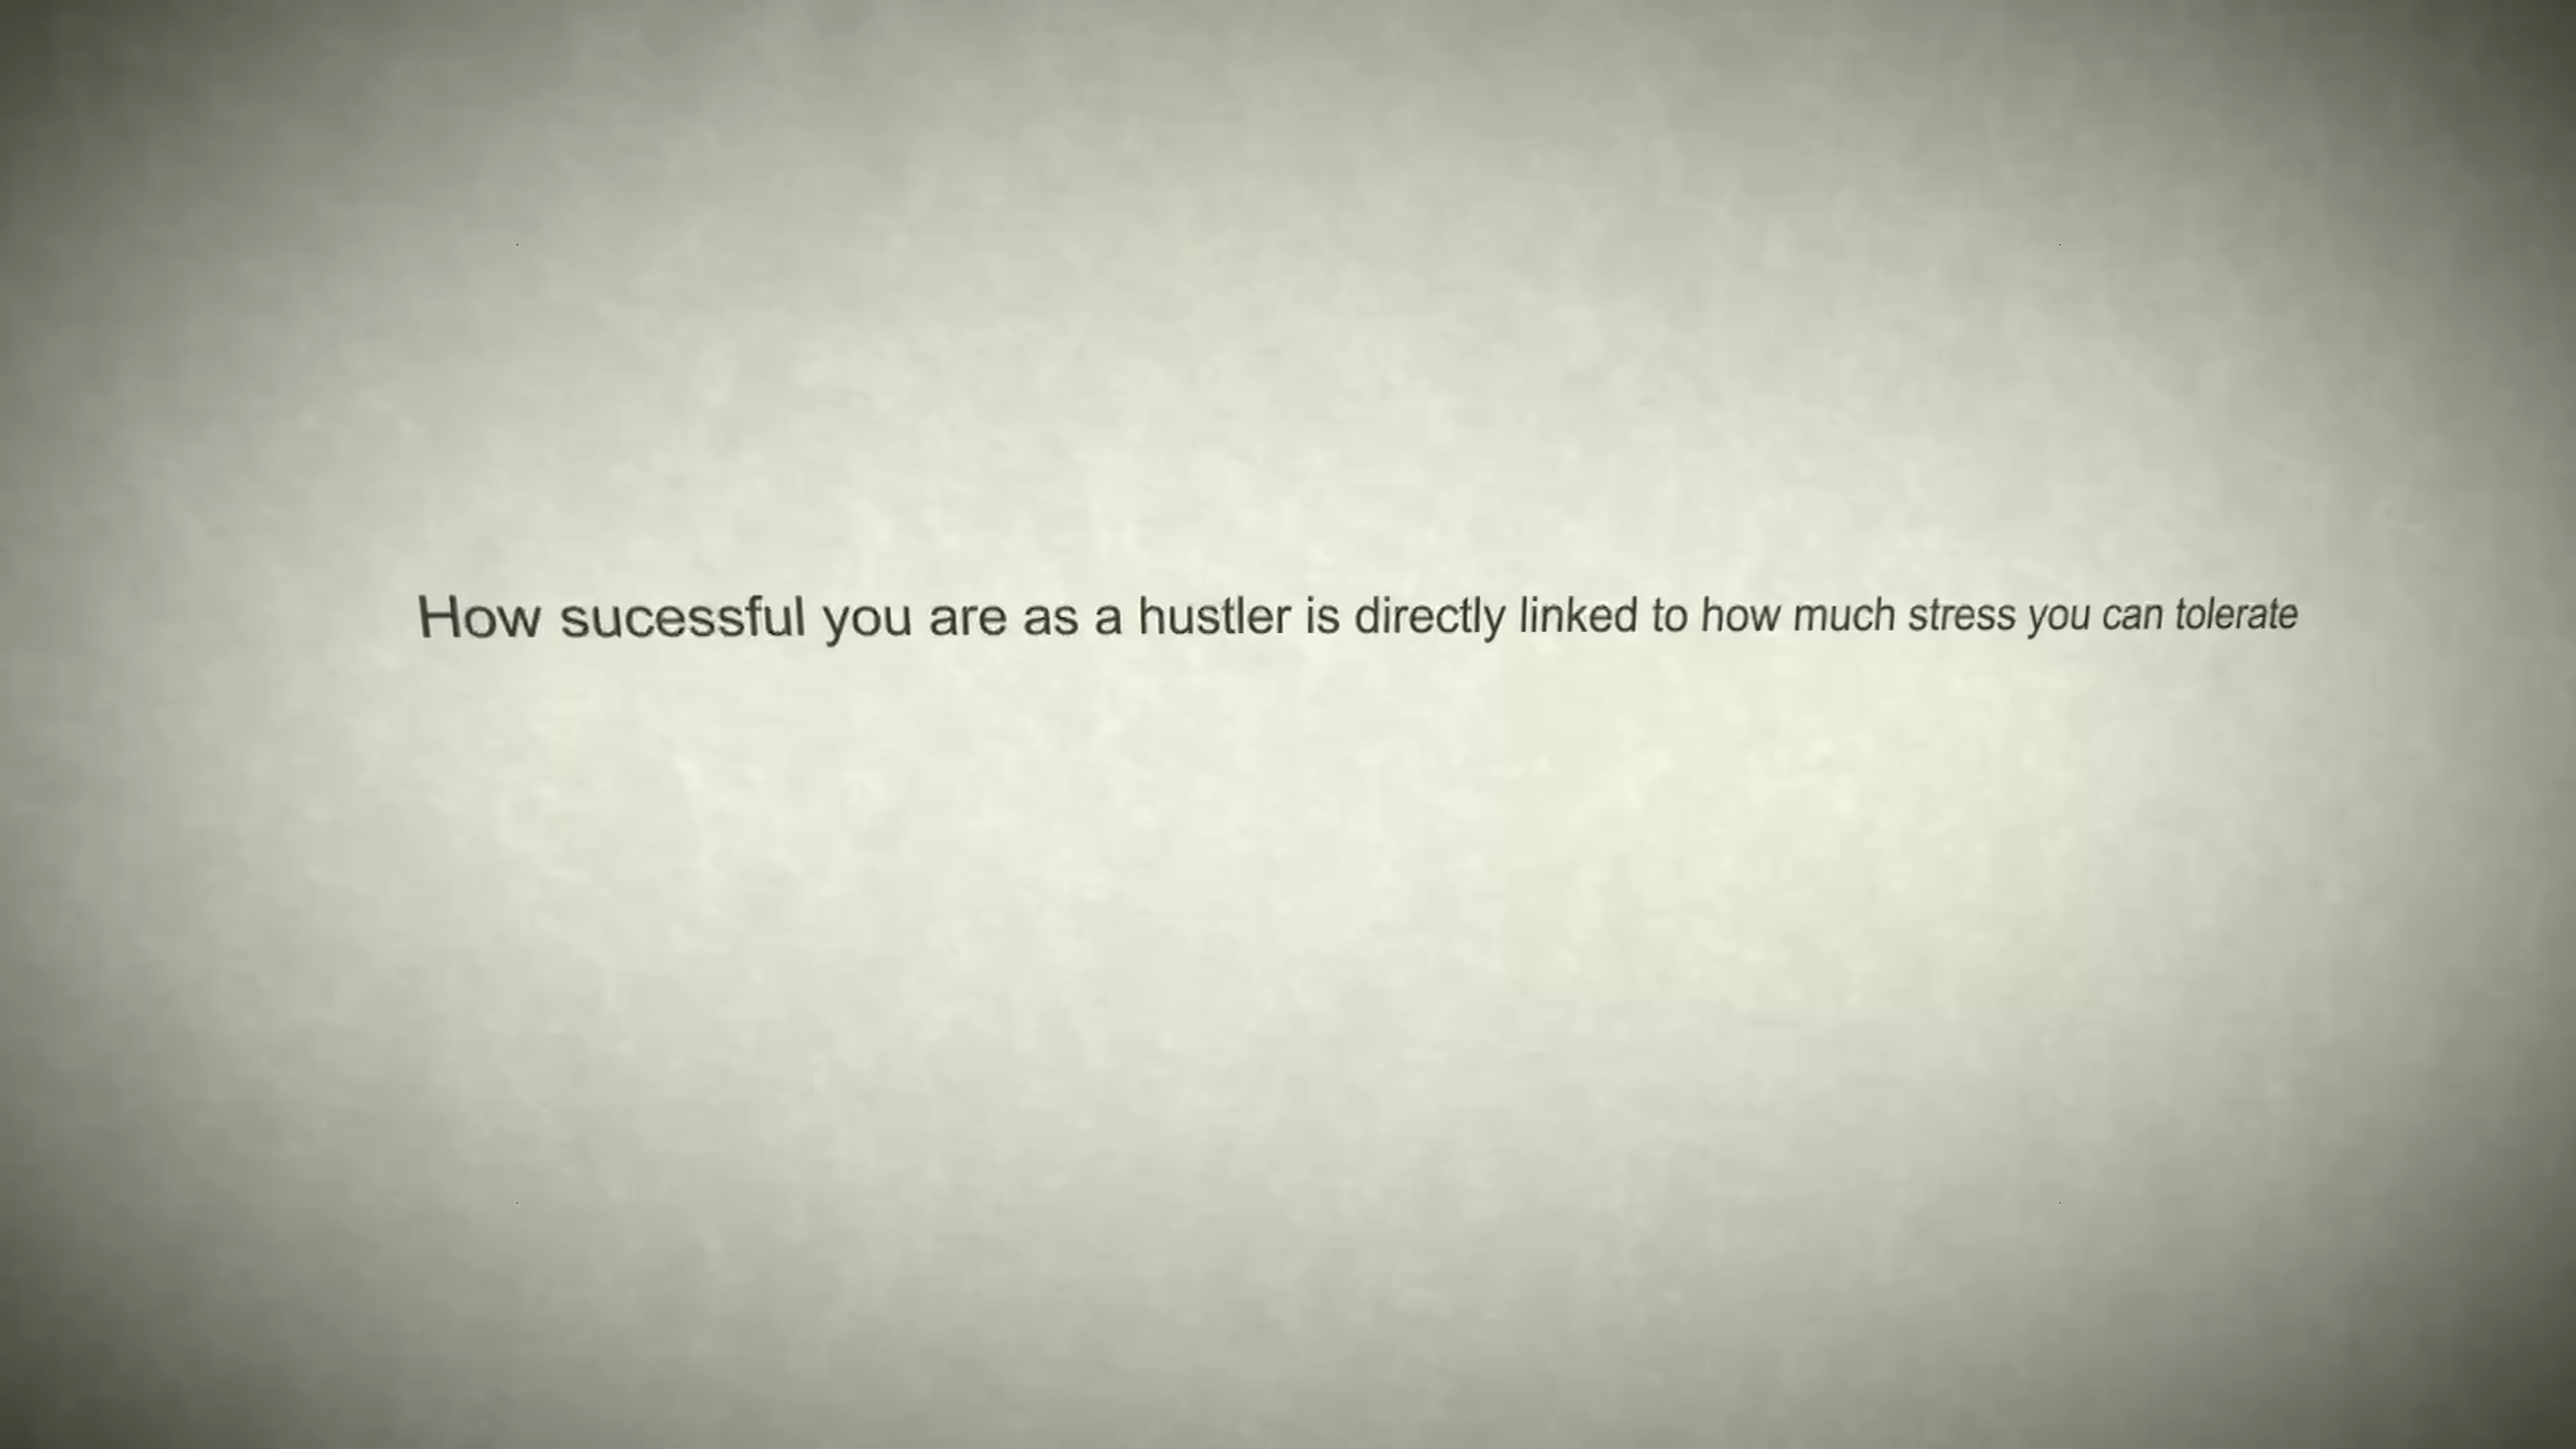 How sucessful you are as a hustler is directly linked to how much stress you can tolerate